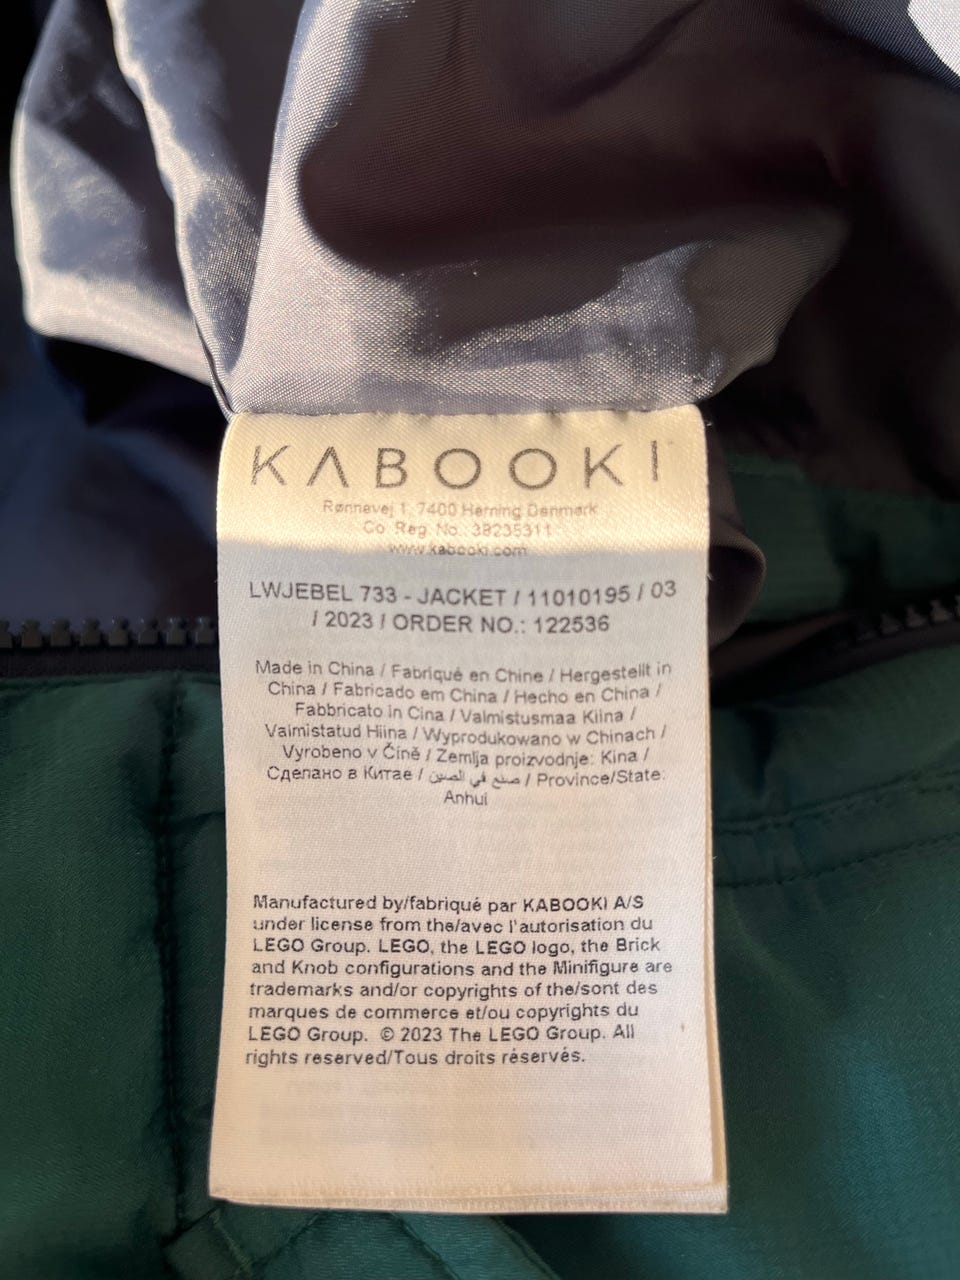 KABOOKI
Rønnevej 1, 7400 Herning Denmark
Co. Reg. No.: 38235311
www.kabooki.com
LWJEBEL 733 - JACKET / 11010195 / 03
/ 2023 / ORDER NO.: 122536
Made in China / Fabriqué en Chine / Hergestellt in
China / Fabricado em China / Hecho en China /
Fabbricato in Cina / Valmistusmaa Kiina /
Valmistatud Hiina / Wyprodukowano w Chinach /
Vyrobeno v Číně / Zemlja proizvodnje: Kina /
Сделано в Китае / صنع في الصين / Province/State:
Anhui
Manufactured by/fabriqué par KABOOKI A/S
under license from the/avec l'autorisation du
LEGO Group. LEGO, the LEGO logo, the Brick
and Knob configurations and the Minifigure are
trademarks and/or copyrights of the/sont des
marques de commerce et/ou copyrights du
LEGO Group. © 2023 The LEGO Group. All
rights reserved/Tous droits réservés.